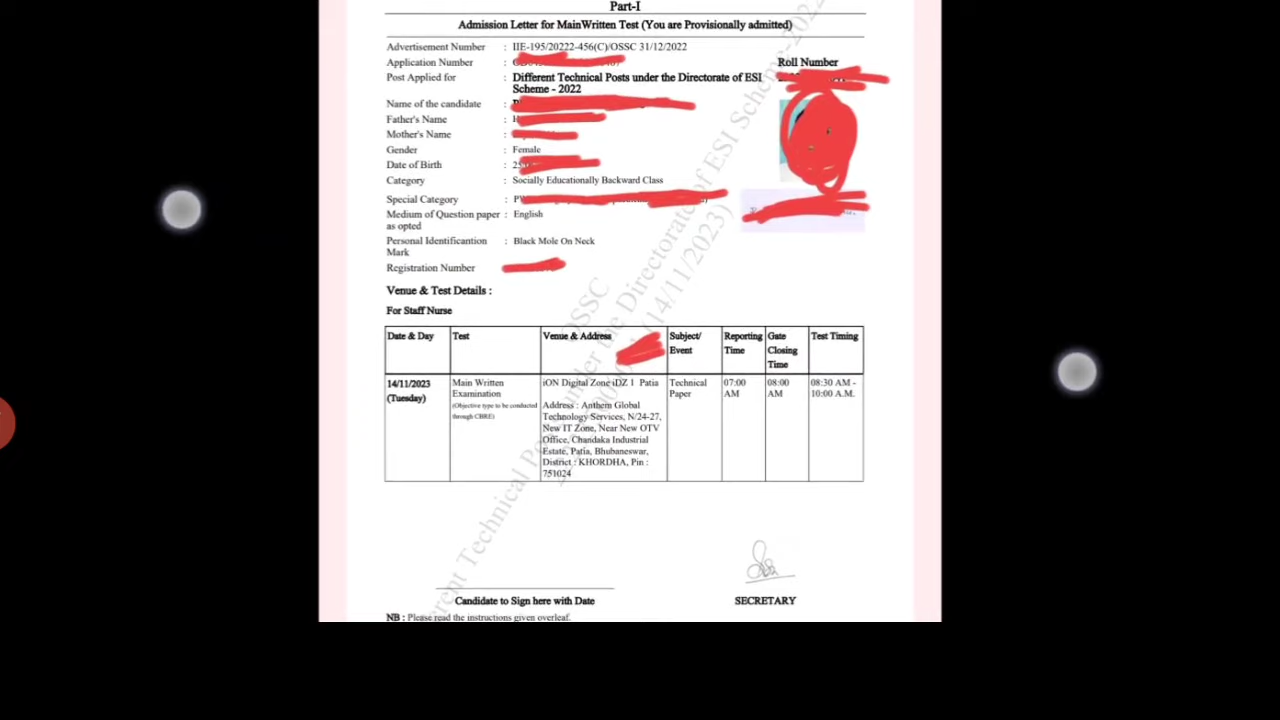 Part-I
Admission Letter for MainWritten Test (You are Provisionally admitted)
Advertisement Number : IIE-195/20222-456(C)/OSSC 31/12/2022
Application Number :
Roll Number
Post Applied for : Different Technical Posts under the Directorate of ESI
Scheme - 2022
Name of the candidate :
Father's Name :
Mother's Name :
Gender : Female
Date of Birth :
Category : Socially Educationally Backward Class
Special Category :
Medium of Question paper : English
as opted
Personal Identificantion : Black Mole On Neck
Mark
Registration Number :
Venue & Test Details :
For Staff Nurse
Date & Day Test Venue & Address Subject/ Reporting Gate Test Timing
Event Time Closing
Time
14/11/2023 Main Written iON Digital Zone iDZ 1 Patia Technical 07:00 08:00 08:30 AM -
(Tuesday) Examination Paper AM AM 10:00 A.M.
(Objective type to be conducted
through CBRE)
Address : Anthem Global
Technology Services, N/24-27,
New IT Zone, Near New OTV
Office, Chandaka Industrial
Estate, Patia, Bhubaneswar,
District : KHORDHA, Pin :
751024
Candidate to Sign here with Date SECRETARY
NB : Please read the instructions given overleaf.